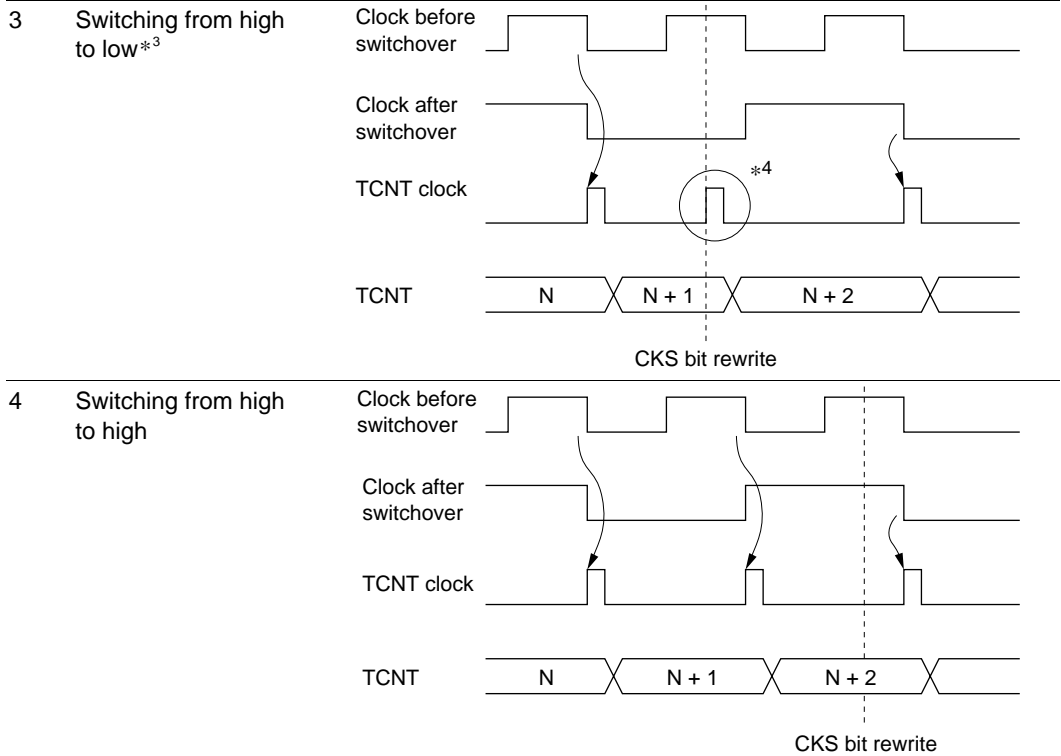 3 Switching from high to low*3
Clock before switchover
Clock after switchover
TCNT clock
*4
TCNT
N
N + 1
N + 2
CKS bit rewrite
4 Switching from high to high
Clock before switchover
Clock after switchover
TCNT clock
TCNT
N
N + 1
N + 2
CKS bit rewrite